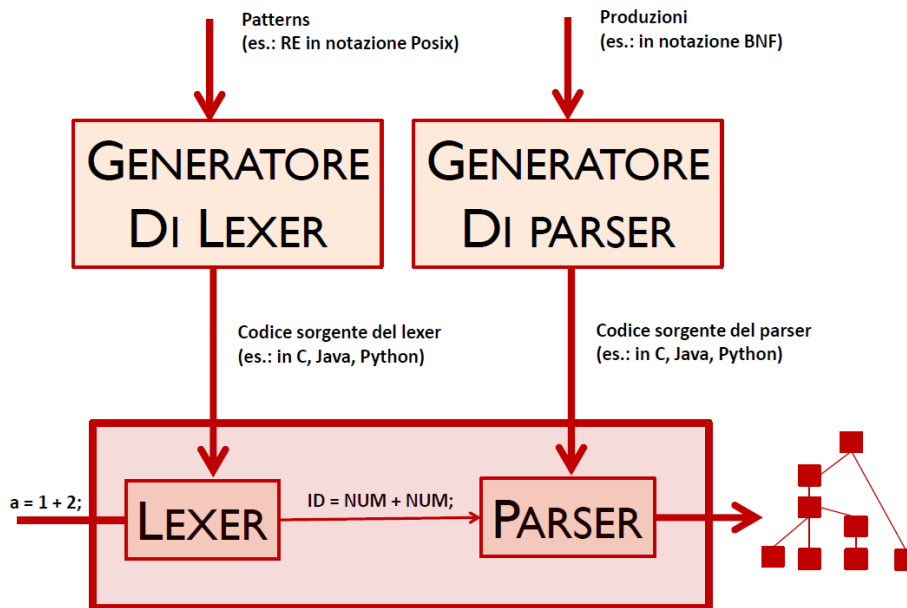 Patterns
(es.: RE in notazione Posix)
Produzioni
(es.: in notazione BNF)
GENERATORE
DI LEXER
GENERATORE
DI PARSER
Codice sorgente del lexer
(es.: in C, Java, Python)
Codice sorgente del parser
(es.: in C, Java, Python)
a = 1 + 2;
LEXER
ID = NUM + NUM;
PARSER